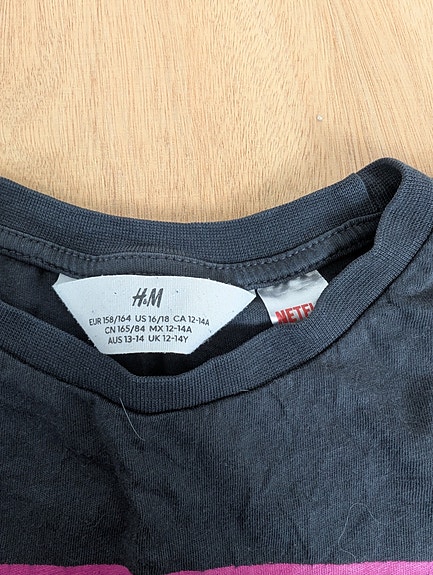 H&M
EUR 158/164 US 16/18 CA 12-14A
CN 165/84 MX 12-14A
AUS 13-14 UK 12-14Y